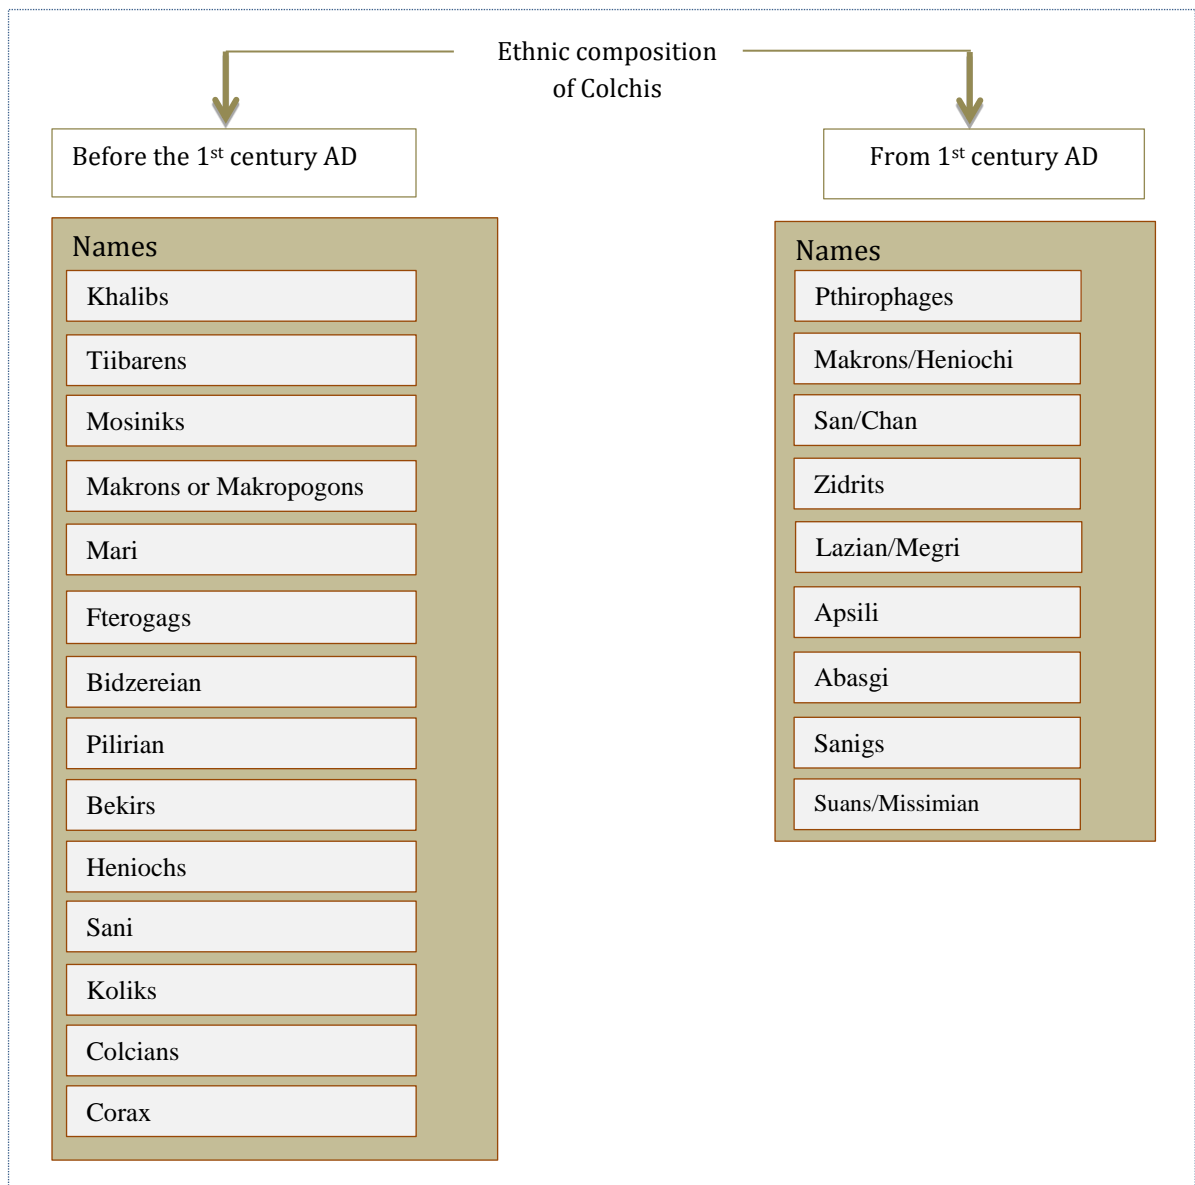 Ethnic composition
of Colchis
Before the 1st century AD
Names
Khalibs
Tiibarens
Mosiniks
Makrons or Makropogons
Mari
Fterogags
Bidzereian
Pilirian
Bekirs
Heniochs
Sani
Koliks
Colcians
Corax
From 1st century AD
Names
Pthirophages
Makrons/Heniochi
San/Chan
Zidrits
Lazian/Megri
Apsili
Abasgi
Sanigs
Suans/Missimian